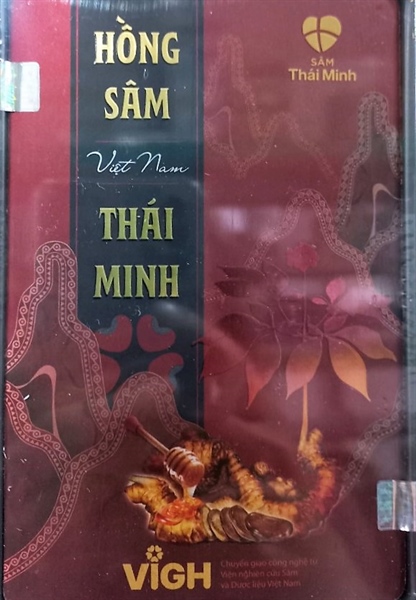 HỒNG
SÂM
Việt Nam
THÁI
MINH
SÂM
Thái Minh
VIGH
Chuyển giao công nghệ từ
Viện nghiên cứu Sâm
và Dược liệu Việt Nam